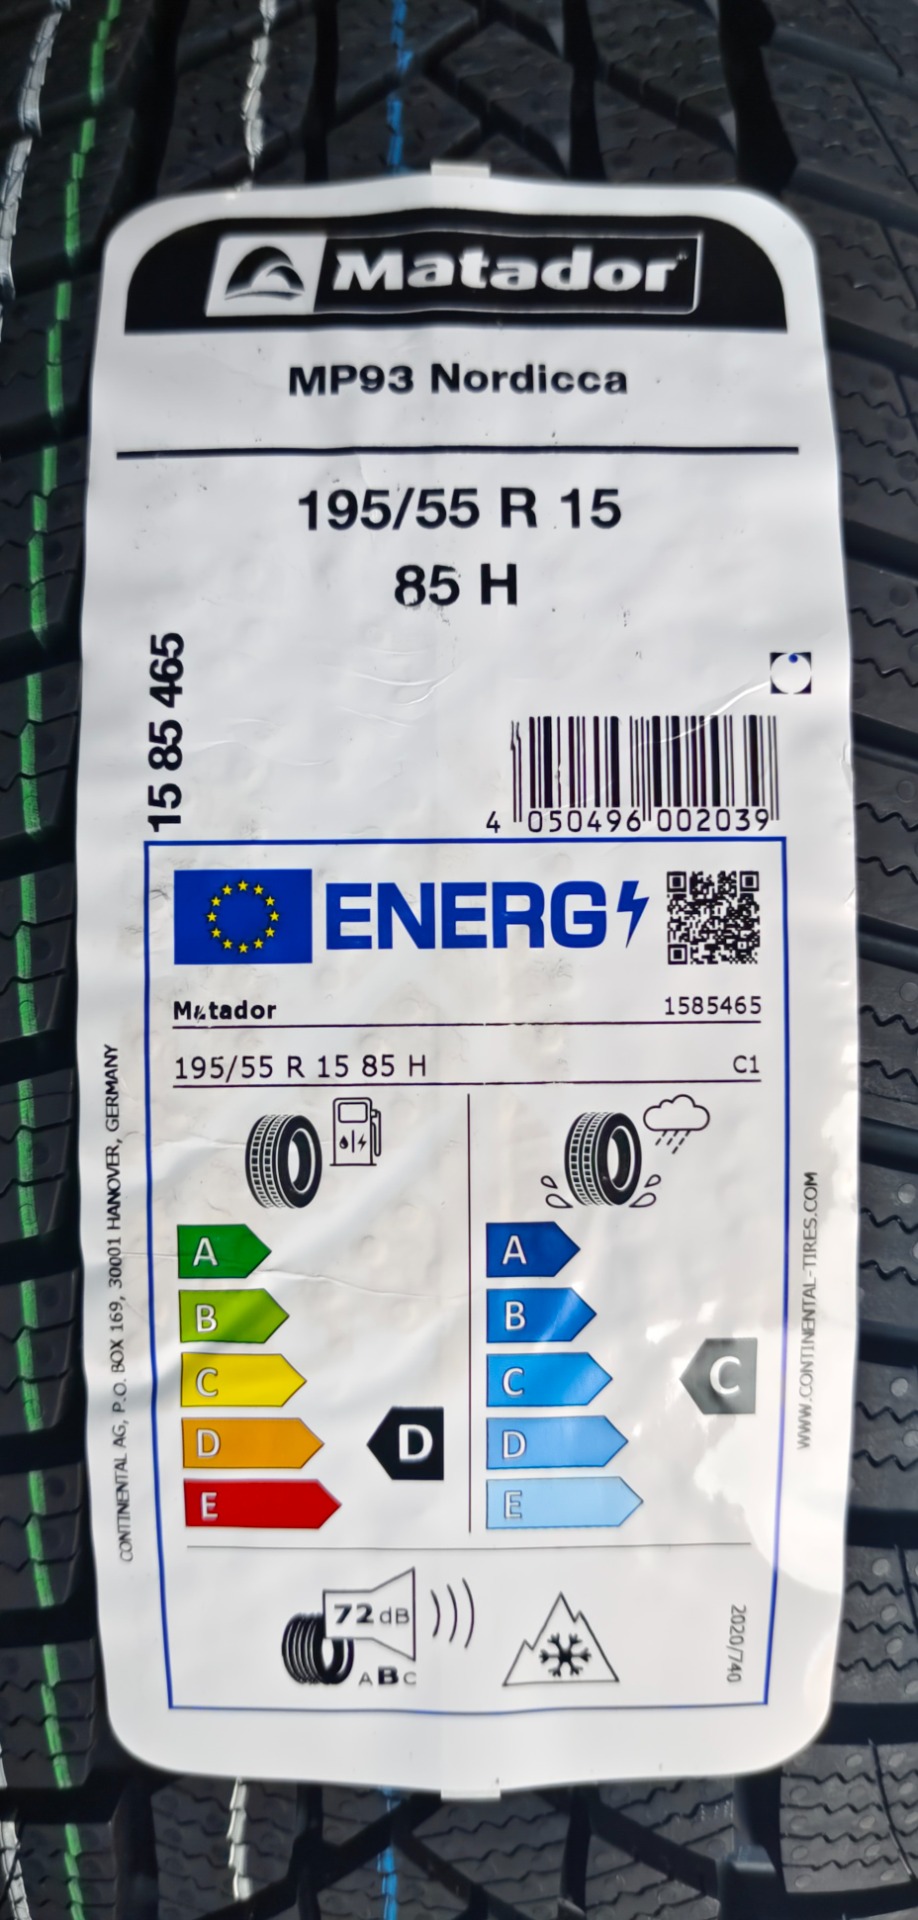 Matador
MP93 Nordicca
195/55 R 15
85 H
15 85 465
4 050496 002039
ENERG
Matador 1585465
195/55 R 15 85 H C1
A
B
C
D
E
D
A
B
C
D
E
C
72 dB
ABC
2020/740
CONTINENTAL AG, P.O. BOX 169, 30001 HANOVER, GERMANY
WWW.CONTINENTAL-TIRES.COM